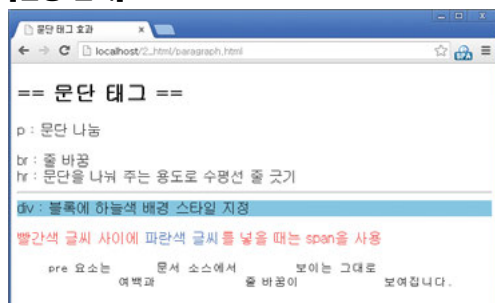 문단 태그 효과
localhost/2_html/paragraph.html
SPA
== 문단 태그 ==
p : 문단 나눔
br : 줄 바꿈
hr : 문단을 나눠 주는 용도로 수평선 줄 긋기
div : 블록에 하늘색 배경 스타일 지정
빨간색 글씨 사이에 파란색 글씨를 넣을 때는 span을 사용
pre 요소는 문서 소스에서 보이는 그대로
여백과 줄 바꿈이 보여집니다.